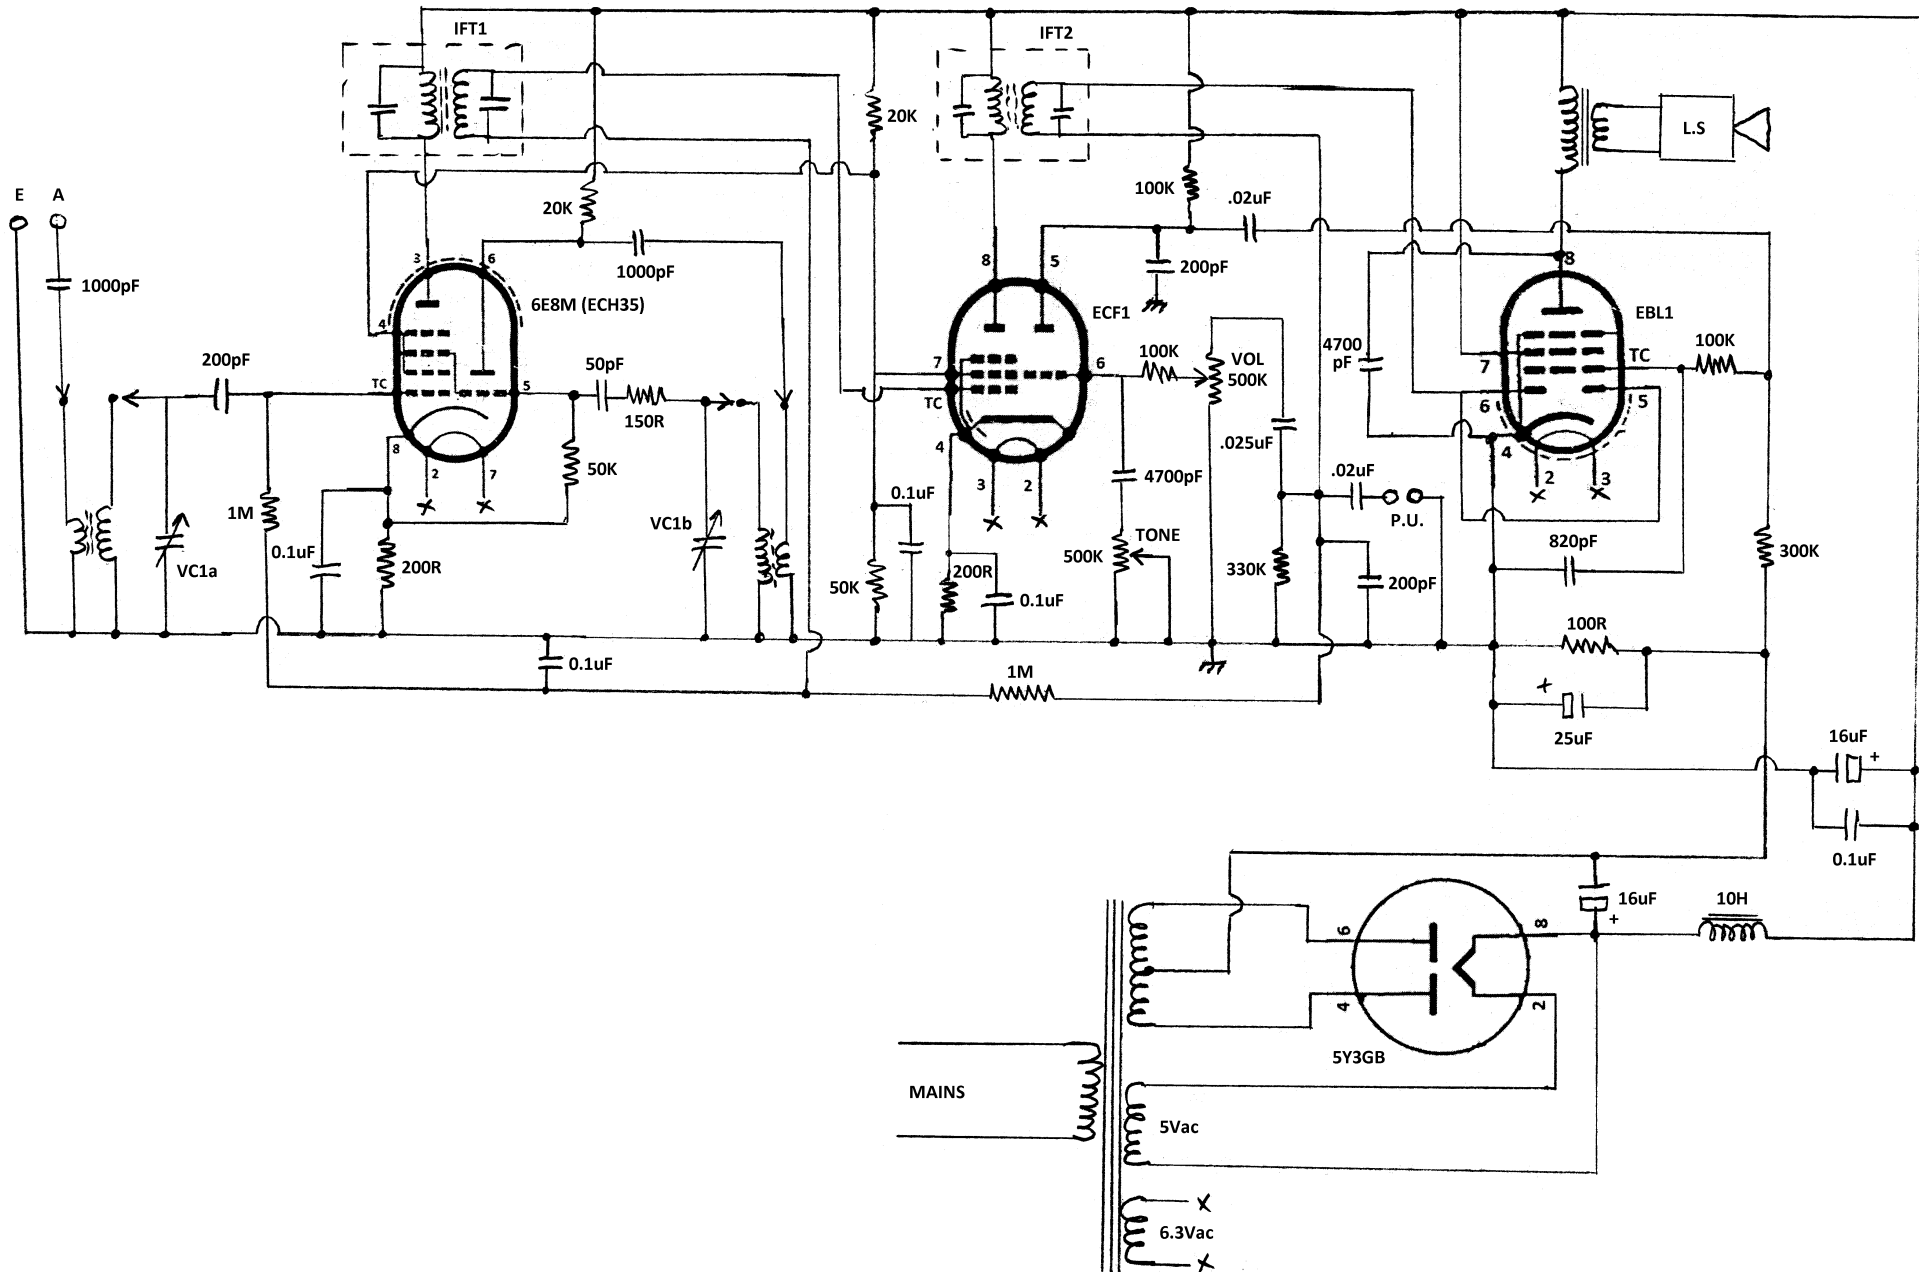 IFT1
IFT2
20K
L.S
E
A
20K
100K
.02uF
1000pF
1000pF
3
6
8
5
200pF
8
6E8M (ECH35)
ECF1
EBL1
4
4700
pF
200pF
50pF
7
6
100K
VOL
500K
7
TC
100K
TC
5
TC
6
5
150R
.025uF
4
4
8
2
7
50K
3
2
4700pF
.02uF
2
3
1M
0.1uF
P.U.
VC1b
TONE
500K
820pF
300K
0.1uF
200R
VC1a
50K
200R
0.1uF
330K
200pF
100R
0.1uF
1M
+
25uF
16uF
+
0.1uF
16uF
+
10H
6
8
4
2
5Y3GB
MAINS
5Vac
6.3Vac